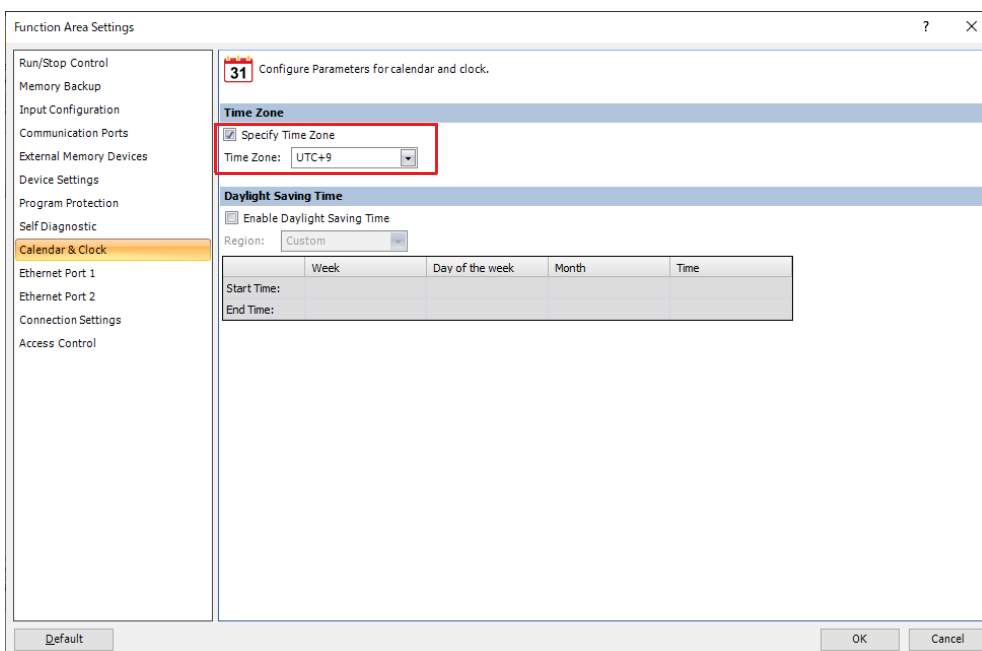 Function Area Settings
?
Run/Stop Control
Memory Backup
Input Configuration
Communication Ports
External Memory Devices
Device Settings
Program Protection
Self Diagnostic
Calendar & Clock
Ethernet Port 1
Ethernet Port 2
Connection Settings
Access Control
31 Configure Parameters for calendar and clock.
Time Zone
Specify Time Zone
Time Zone: UTC+9
Daylight Saving Time
Enable Daylight Saving Time
Region: Custom
Week Day of the week Month Time
Start Time:
End Time:
Default OK Cancel